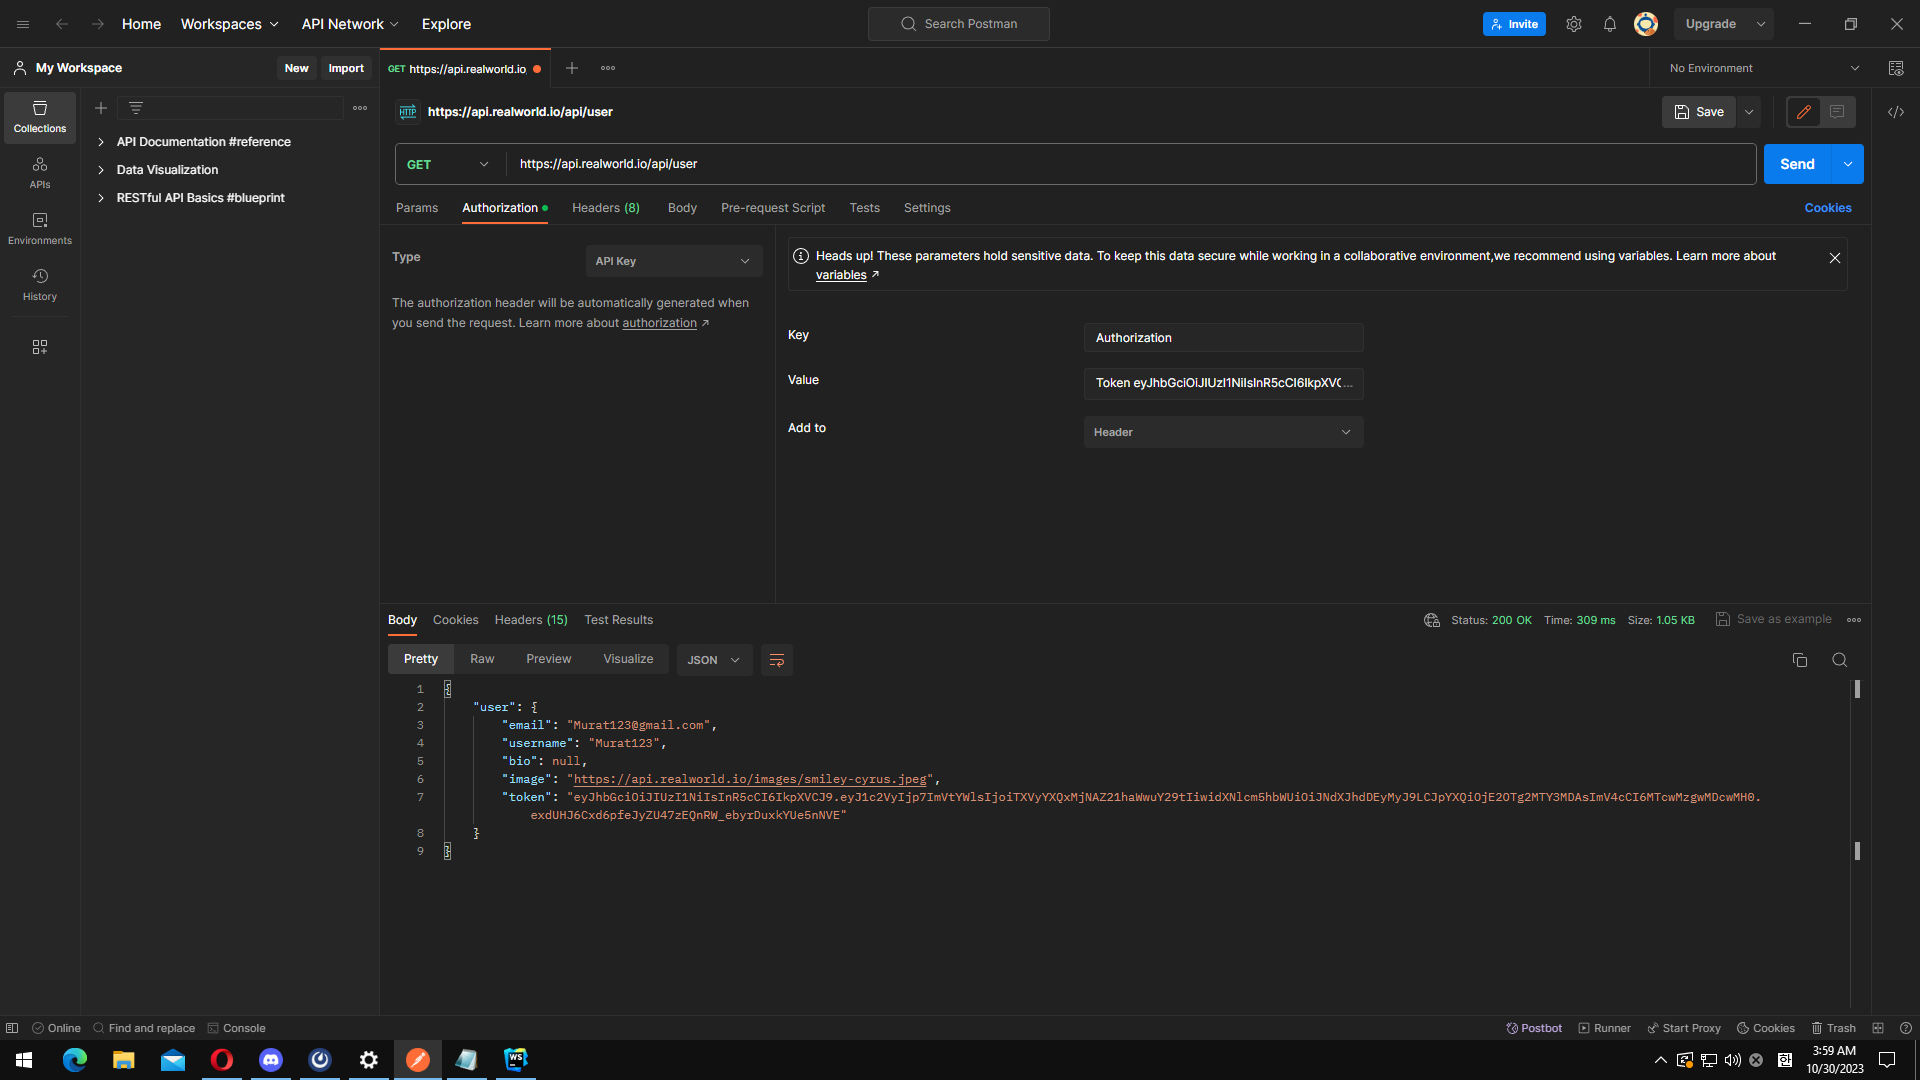 Home
Workspaces
API Network
Explore
Search Postman
Invite
Upgrade
My Workspace
New
Import
GET https://api.realworld.io
No Environment
Collections
APIs
Environments
History
API Documentation #reference
Data Visualization
RESTful API Basics #blueprint
HTTP https://api.realworld.io/api/user
Save
GET
https://api.realworld.io/api/user
Send
Params
Authorization
Headers (8)
Body
Pre-request Script
Tests
Settings
Cookies
Type
API Key
The authorization header will be automatically generated when
you send the request. Learn more about authorization ↗
Heads up! These parameters hold sensitive data. To keep this data secure while working in a collaborative environment,we recommend using variables. Learn more about
variables ↗
Key
Authorization
Value
Token eyJhbGciOiJIUzI1NiIsInR5cCI6IkpXVC...
Add to
Header
Body
Cookies
Headers (15)
Test Results
Status: 200 OK
Time: 309 ms
Size: 1.05 KB
Save as example
Pretty
Raw
Preview
Visualize
JSON
1 {
2 "user": {
3 "email": "Murat123@gmail.com",
4 "username": "Murat123",
5 "bio": null,
6 "image": "https://api.realworld.io/images/smiley-cyrus.jpeg",
7 "token": "eyJhbGciOiJIUzI1NiIsInR5cCI6IkpXVCJ9.eyJ1c2VyIjp7ImVtYWlsIjoiTXVyYXQxMjNAZ21haWwuY29tIiwidXNlcm5hbWUiOiJNdXJhdDEyMyJ9LCJpYXQiOjE2OTg2MTY3MDAsImV4cCI6MTcwMzgwMDcwMH0.
exdUHJ6Cxd6pfeJyZU47zEQnRW_ebyrDuxkYUe5nNVE"
8 }
9 }
Online
Find and replace
Console
Postbot
Runner
Start Proxy
Cookies
Trash
WS
3:59 AM
10/30/2023